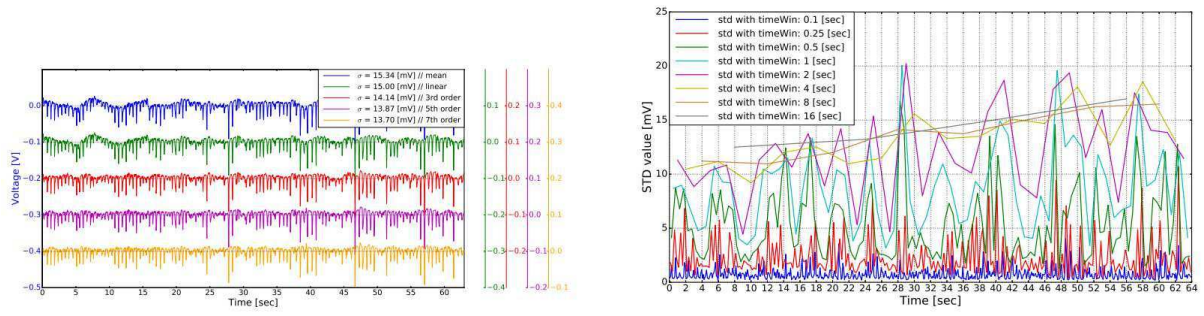 σ = 15.34 [mV] // mean
σ = 15.00 [mV] // linear
σ = 14.14 [mV] // 3rd order
σ = 13.87 [mV] // 5th order
σ = 13.70 [mV] // 7th order
Voltage [V]
0.0
−0.1
−0.2
−0.3
−0.4
−0.5
0 5 10 15 20 25 30 35 40 45 50 55 60
Time [sec]
0.1 0.2 0.3 0.4
0.0 0.1 0.2 0.3
−0.1 0.0 0.1 0.2
−0.2 −0.1 0.0 0.1
−0.3 −0.2 −0.1 0.0
−0.4 −0.3 −0.2 −0.1
std with timeWin: 0.1 [sec]
std with timeWin: 0.25 [sec]
std with timeWin: 0.5 [sec]
std with timeWin: 1 [sec]
std with timeWin: 2 [sec]
std with timeWin: 4 [sec]
std with timeWin: 8 [sec]
std with timeWin: 16 [sec]
STD value [mV]
25
20
15
10
5
0
0 2 4 6 8 10 12 14 16 18 20 22 24 26 28 30 32 34 36 38 40 42 44 46 48 50 52 54 56 58 60 62 64
Time [sec]